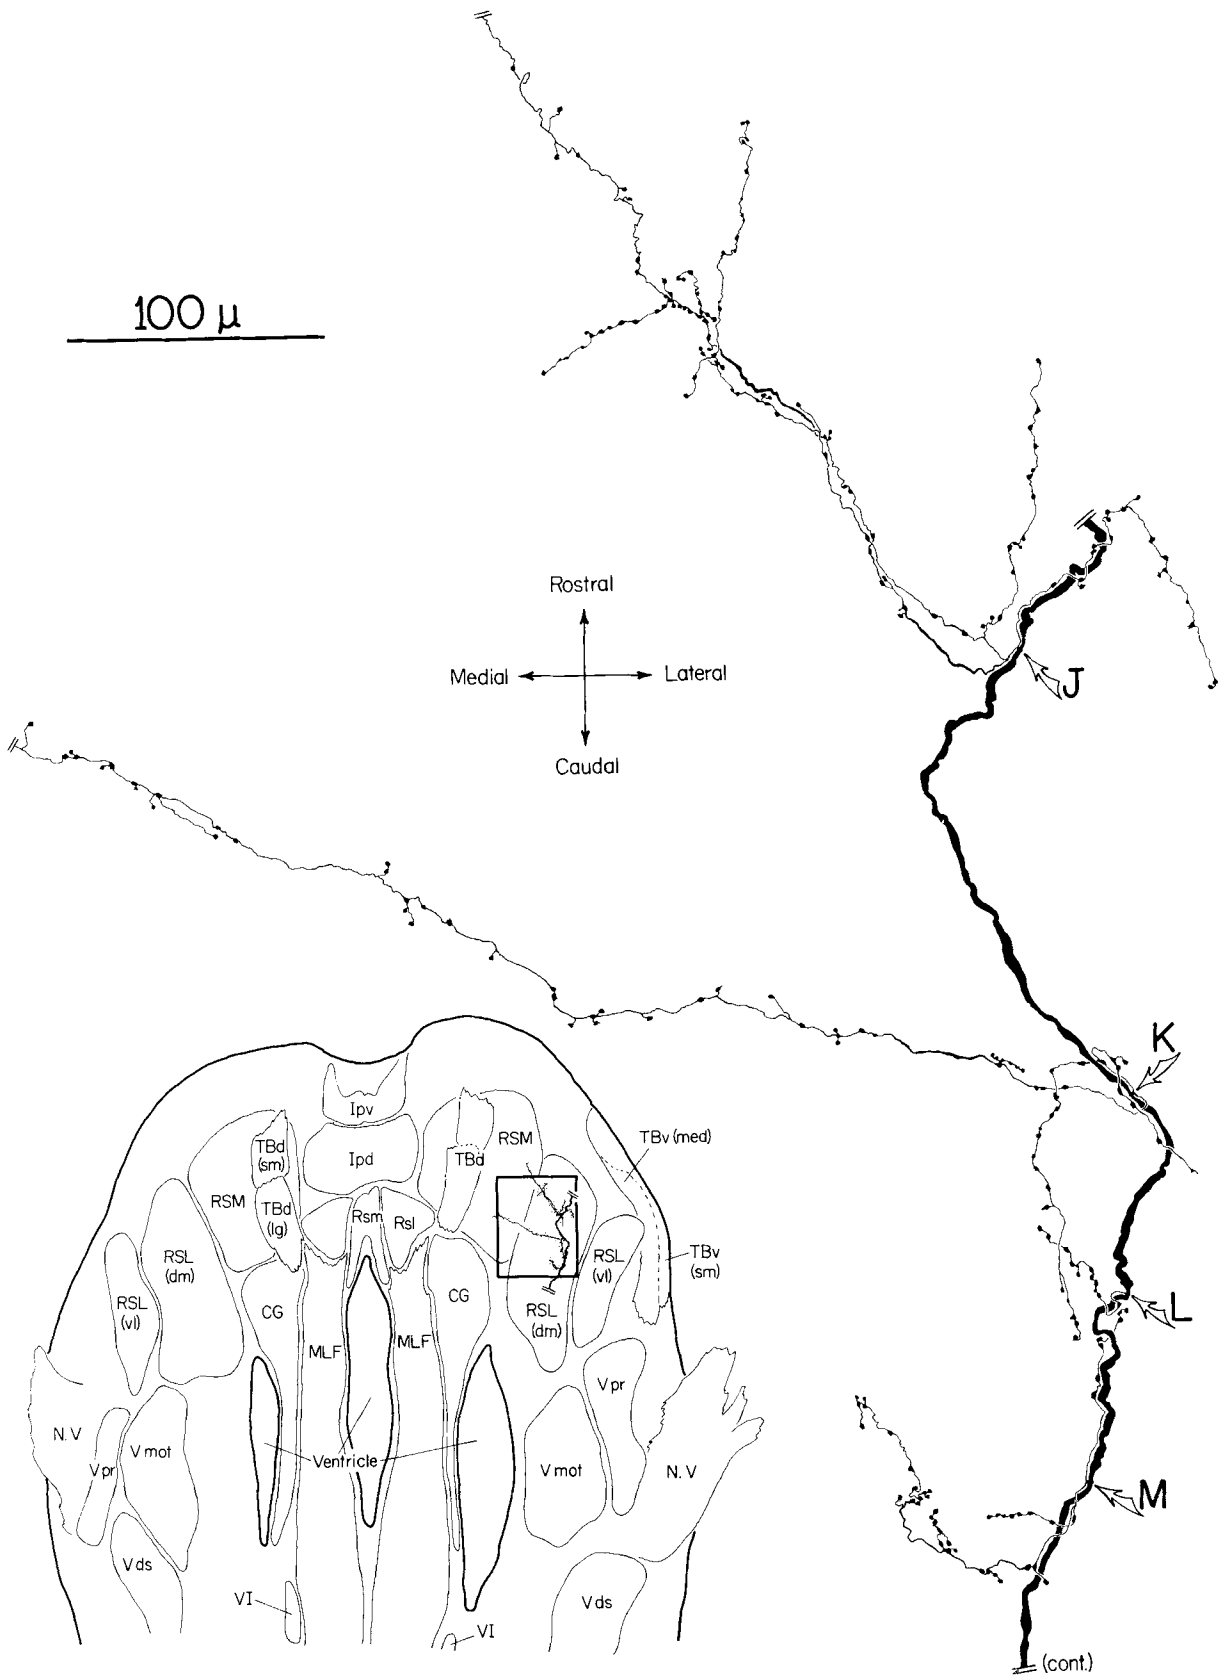 100 µ
Rostral
Medial
Lateral
Caudal
J
K
L
M
(cont.)
Ipv
TBd
(sm)
Ipd
TBd
RSM
TBv (med)
RSM
TBd
(lg)
Rsm
Rsl
RSL
(dm)
RSL
(vl)
TBv
(sm)
RSL
(vl)
CG
CG
RSL
(dm)
MLF
MLF
V pr
N.V
V pr
V mot
Ventricle
V mot
N.V
V ds
VI
V ds
VI